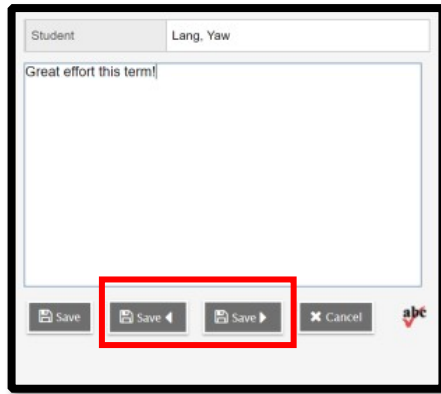 Student Lang, Yaw
Great effort this term!
Save Save Save Cancel abc